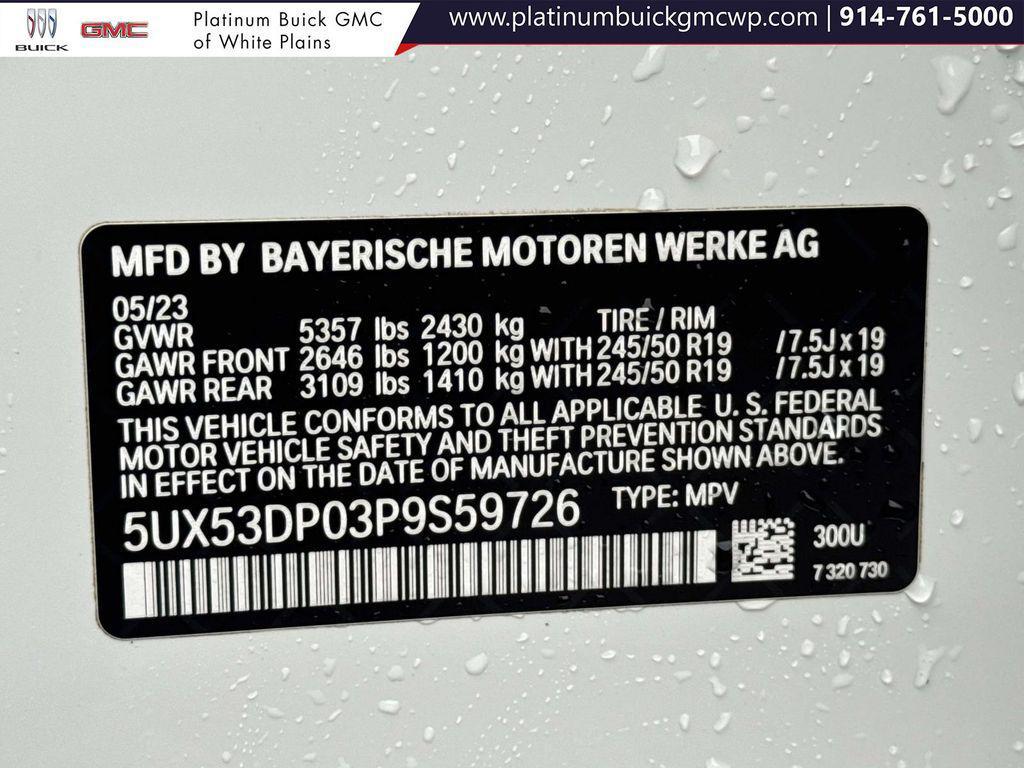 BUICK GMC
Platinum Buick GMC
of White Plains
www.platinumbuickgmcwp.com | 914-761-5000
MFD BY BAYERISCHE MOTOREN WERKE AG
05/23
GVWR 5357 lbs 2430 kg TIRE / RIM
GAWR FRONT 2646 lbs 1200 kg WITH 245/50 R19 /7.5J x 19
GAWR REAR 3109 lbs 1410 kg WITH 245/50 R19 /7.5J x 19
THIS VEHICLE CONFORMS TO ALL APPLICABLE U. S. FEDERAL
MOTOR VEHICLE SAFETY AND THEFT PREVENTION STANDARDS
IN EFFECT ON THE DATE OF MANUFACTURE SHOWN ABOVE.
5UX53DP03P9S59726 TYPE: MPV
300U
7 320 730